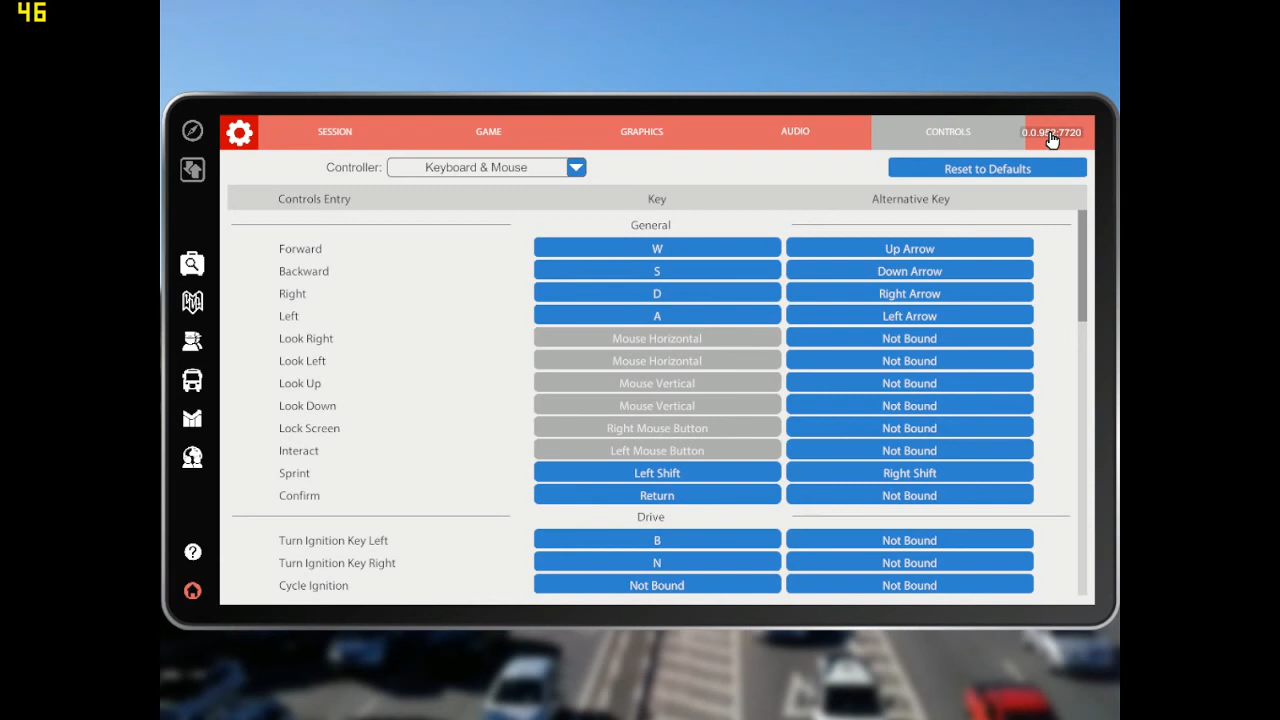 46
SESSION GAME GRAPHICS AUDIO CONTROLS
Controller: Keyboard & Mouse Reset to Defaults
Controls Entry Key Alternative Key
General
Forward W Up Arrow
Backward S Down Arrow
Right D Right Arrow
Left A Left Arrow
Look Right Mouse Horizontal Not Bound
Look Left Mouse Horizontal Not Bound
Look Up Mouse Vertical Not Bound
Look Down Mouse Vertical Not Bound
Lock Screen Right Mouse Button Not Bound
Interact Left Mouse Button Not Bound
Sprint Left Shift Right Shift
Confirm Return Not Bound
Drive
Turn Ignition Key Left B Not Bound
Turn Ignition Key Right N Not Bound
Cycle Ignition Not Bound Not Bound
?